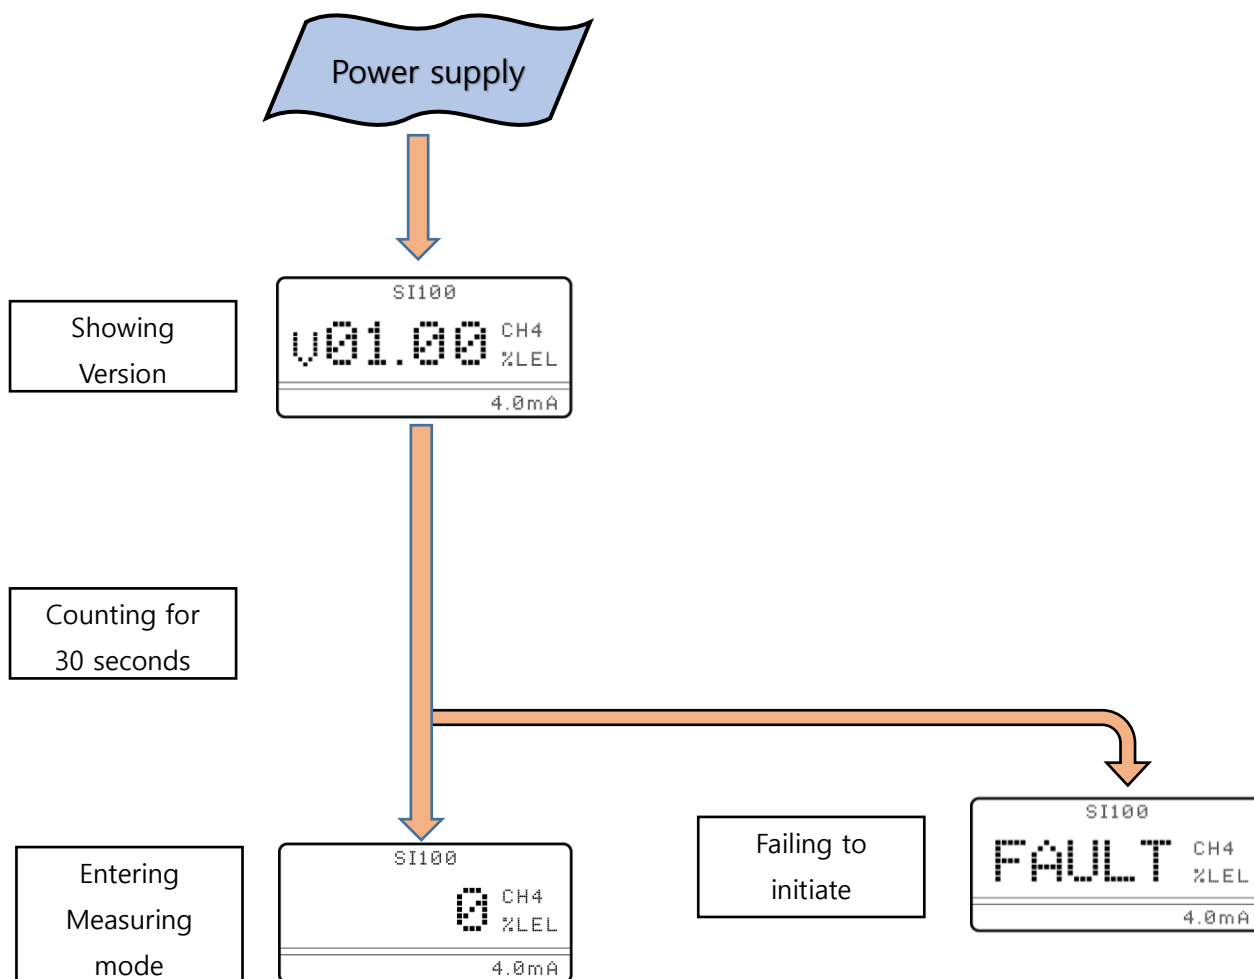 Power supply
Showing
Version
SI100
v01.00
CH4
%LEL
4.0mA
Counting for
30 seconds
Entering
Measuring
mode
SI100
0
CH4
%LEL
4.0mA
Failing to
initiate
SI100
FAULT
CH4
%LEL
4.0mA